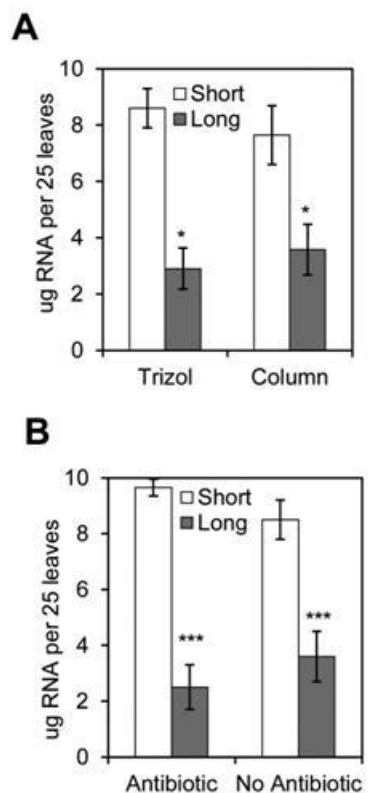 A
10
8
6
4
2
0
ug RNA per 25 leaves
Short
Long
*
*
Trizol
Column
B
10
8
6
4
2
0
ug RNA per 25 leaves
Short
Long
***
***
Antibiotic
No Antibiotic